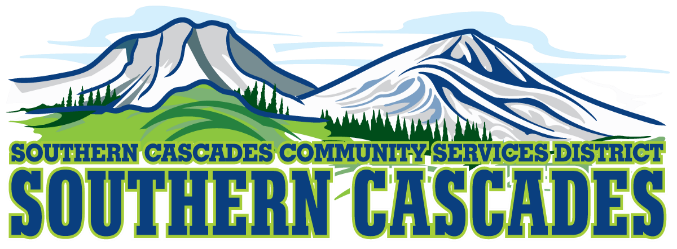 SOUTHERN CASCADES COMMUNITY SERVICES DISTRICT
SOUTHERN CASCADES